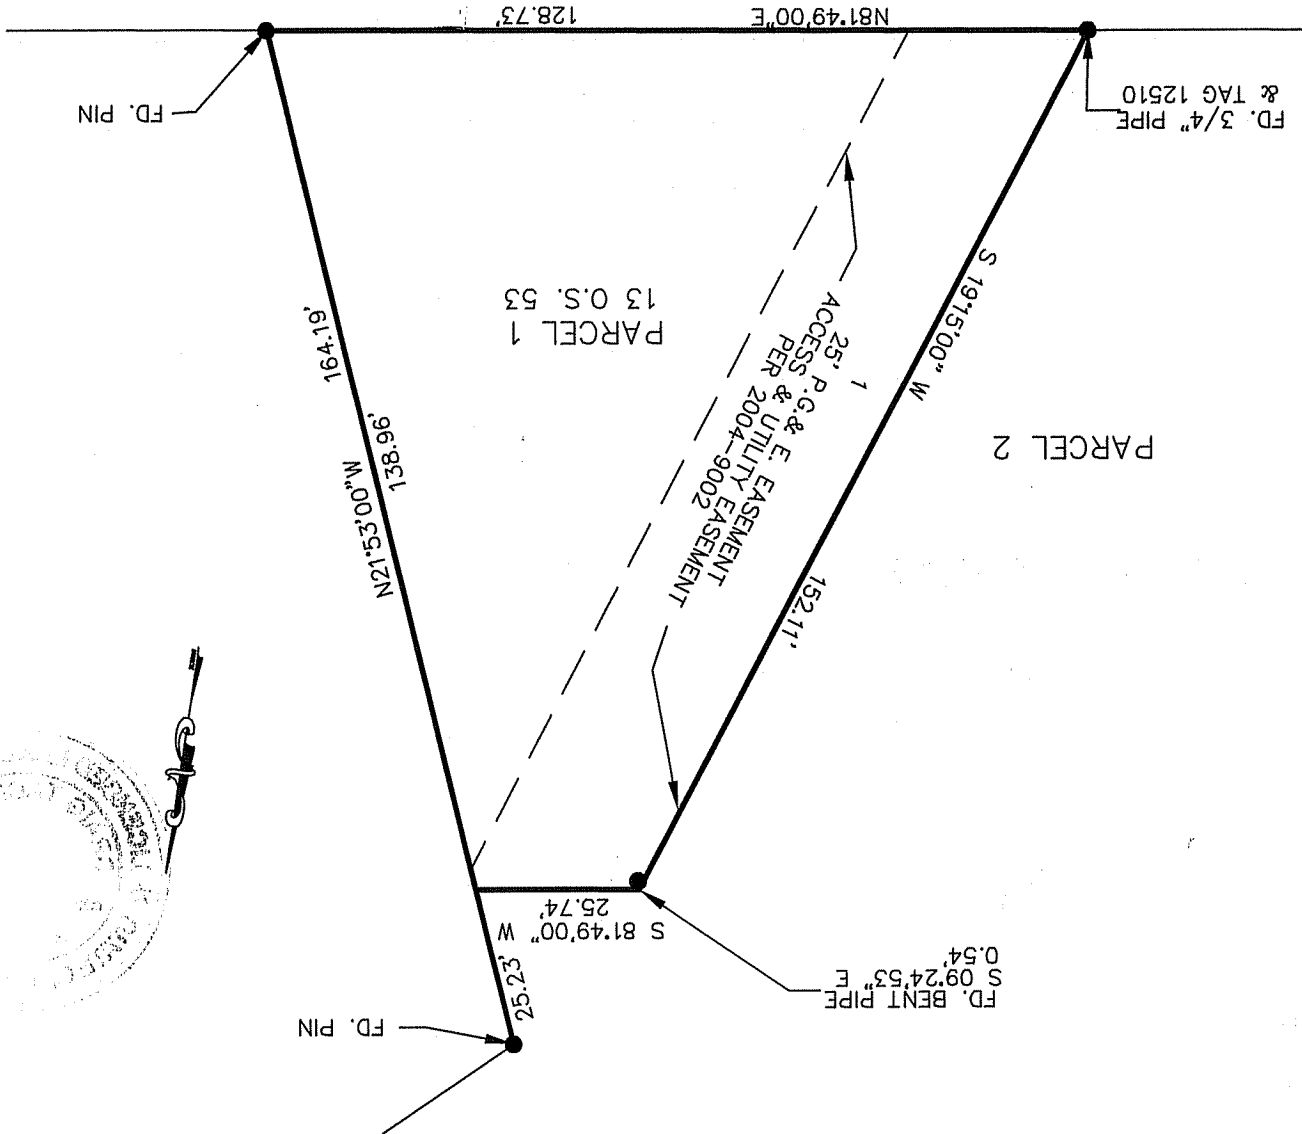 FD. PIN
25.23'
FD. BENT PIPE
S 09°24'53" E
0.54'
S 81°49'00" W
25.74'
N21°53'00"W
138.96'
164.19'
152.11'
S 19°15'00" W
PARCEL 2
1
25' P.G.& E. EASEMENT
ACCESS & UTILITY EASEMENT
PER 2004-9002
PARCEL 1
13 O.S. 53
FD. 3/4" PIPE
& TAG 12510
FD. PIN
N81°49'00"E
128.73'